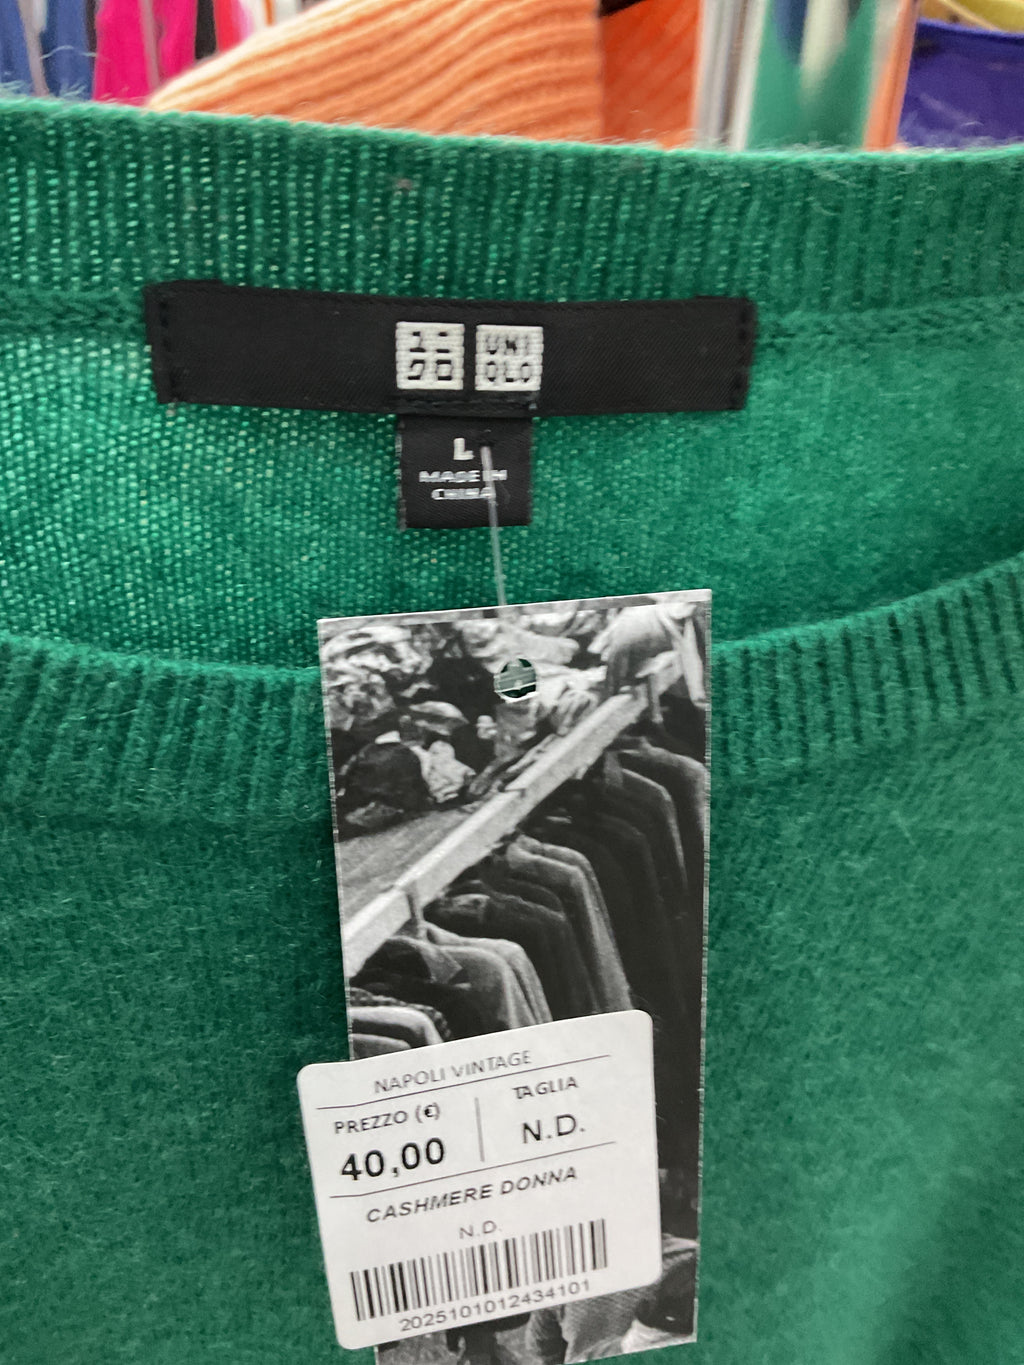 ユニ
クロ
UNI
QLO
L
MADE IN
CHINA
NAPOLI VINTAGE
PREZZO (€)
TAGLIA
40,00
N.D.
CASHMERE DONNA
N.D.
2025101012434101